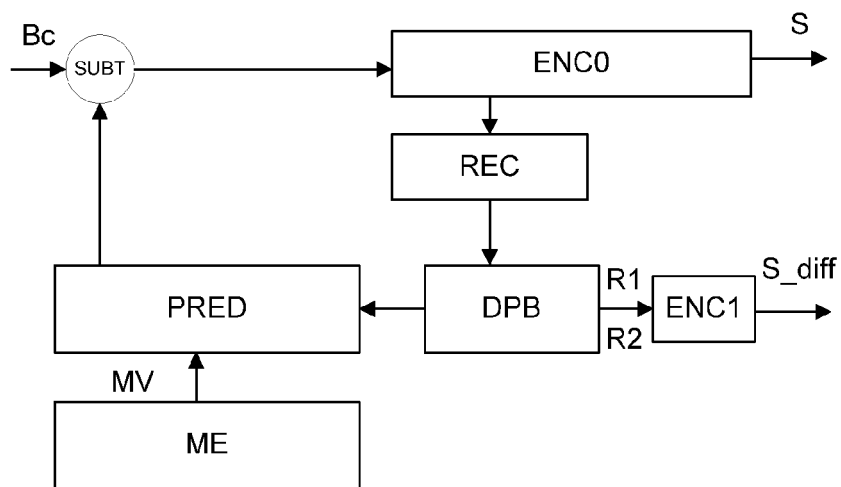 Bc
S
SUBT
ENC0
REC
S_diff
R1
PRED
DPB
ENC1
R2
MV
ME